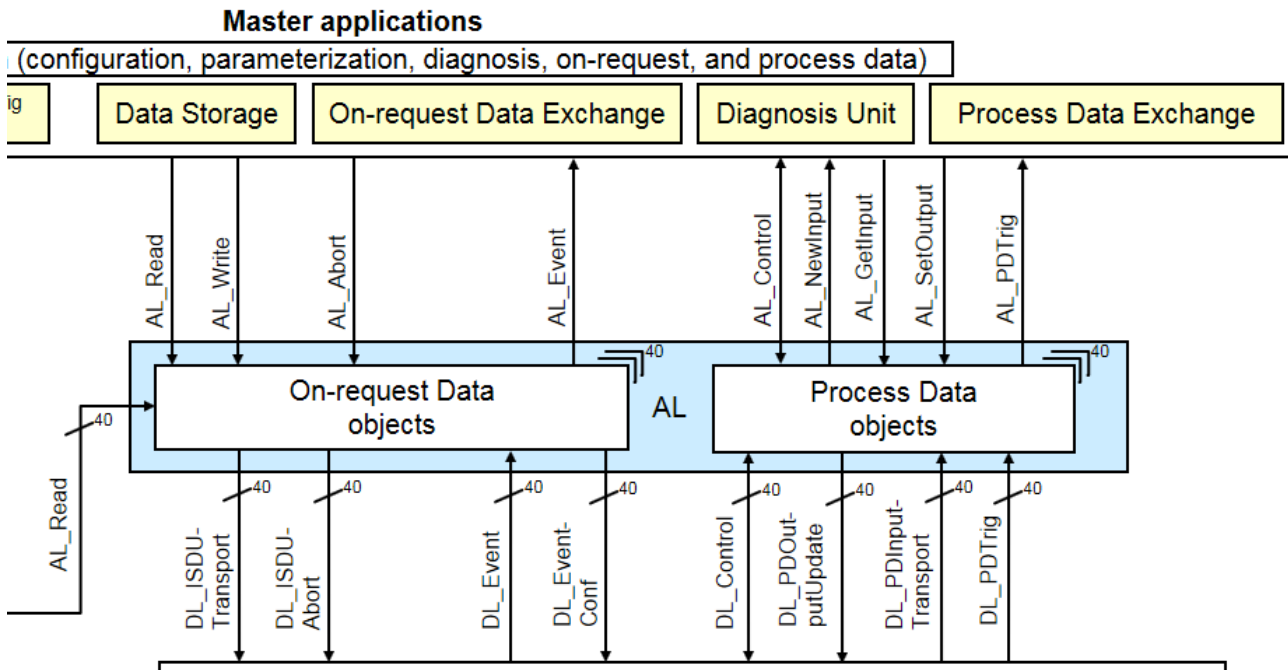 Master applications
(configuration, parameterization, diagnosis, on-request, and process data)
ig
Data Storage
On-request Data Exchange
Diagnosis Unit
Process Data Exchange
AL_Read
AL_Write
AL_Abort
AL_Event
AL_Control
AL_NewInput
AL_GetInput
AL_SetOutput
AL_PDTrig
40
40
On-request Data
objects
AL
Process Data
objects
40
AL_Read
40
40
40
40
40
40
40
40
DL_ISDU-
Transport
DL_ISDU-
Abort
DL_Event
DL_Event-
Conf
DL_Control
DL_PDOut-
putUpdate
DL_PDInput-
Transport
DL_PDTrig